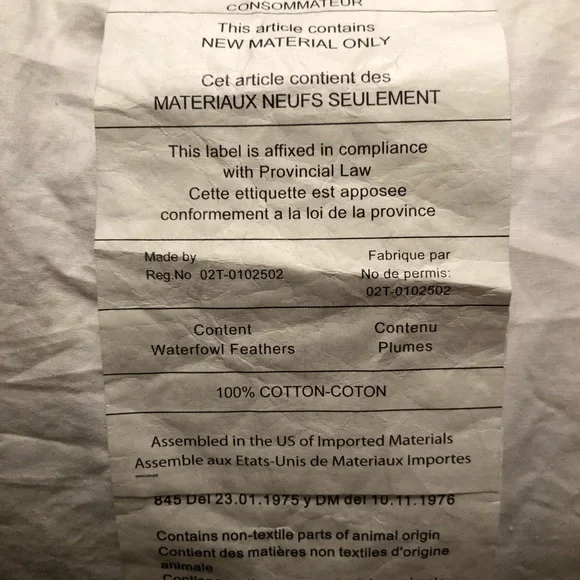 CONSOMMATEUR
This article contains
NEW MATERIAL ONLY
Cet article contient des
MATERIAUX NEUFS SEULEMENT
This label is affixed in compliance
with Provincial Law
Cette ettiquette est apposee
conformement a la loi de la province
Made by
Reg.No 02T-0102502
Fabrique par
No de permis:
02T-0102502
Content
Waterfowl Feathers
Contenu
Plumes
100% COTTON-COTON
Assembled in the US of Imported Materials
Assemble aux Etats-Unis de Materiaux Importes
845 Del 23.01.1975 y DM del 10.11.1976
Contains non-textile parts of animal origin
Contient des matières non textiles d'origine
animale